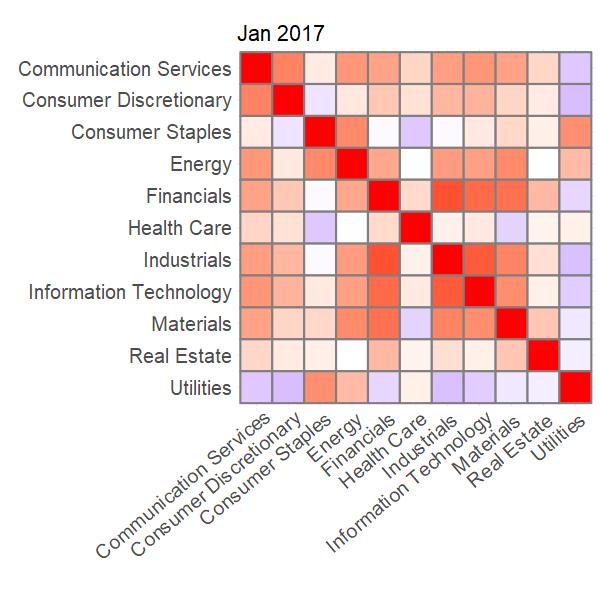 Jan 2017
Communication Services
Consumer Discretionary
Consumer Staples
Energy
Financials
Health Care
Industrials
Information Technology
Materials
Real Estate
Utilities
Communication Services
Consumer Discretionary
Consumer Staples
Energy
Financials
Health Care
Industrials
Information Technology
Materials
Real Estate
Utilities